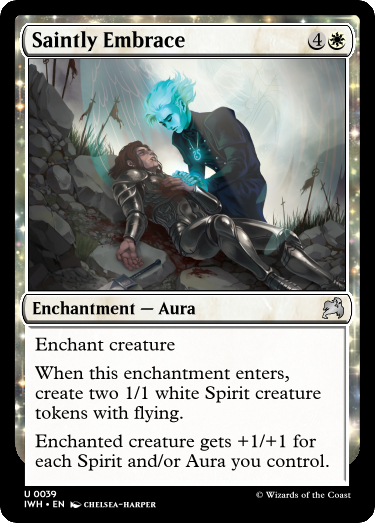 Saintly Embrace 4
Enchantment — Aura
Enchant creature
When this enchantment enters,
create two 1/1 white Spirit creature
tokens with flying.
Enchanted creature gets +1/+1 for
each Spirit and/or Aura you control.
U 0039
IWH • EN CHELSEA-HARPER
© Wizards of the Coast